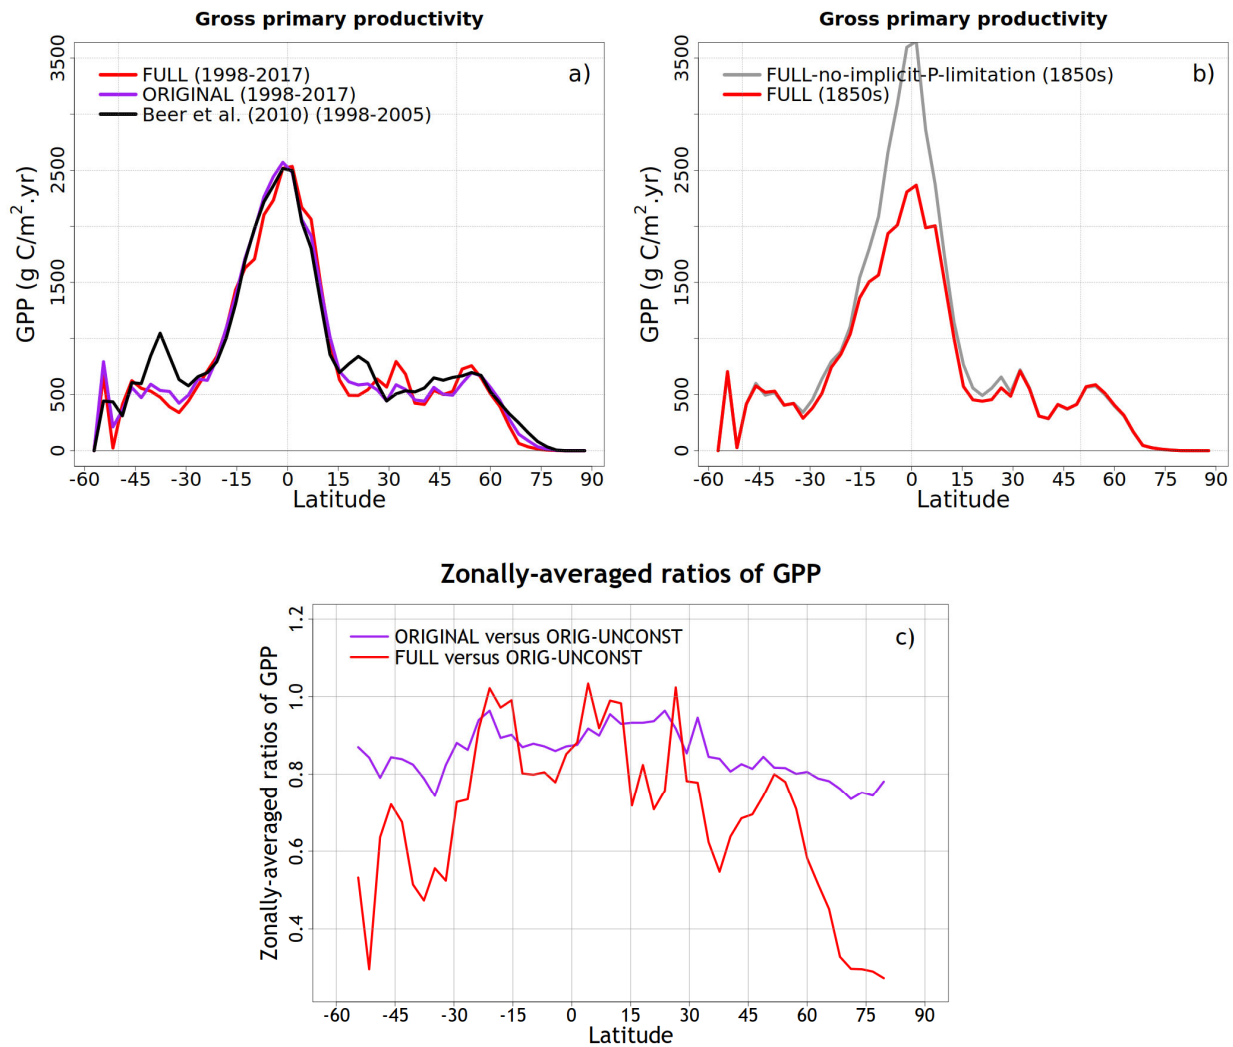 Gross primary productivity
a)
FULL (1998-2017)
ORIGINAL (1998-2017)
Beer et al. (2010) (1998-2005)
GPP (g C/m².yr)
3500
2500
1500
500
0
-60 -45 -30 -15 0 15 30 45 60 75 90
Latitude
Gross primary productivity
b)
FULL-no-implicit-P-limitation (1850s)
FULL (1850s)
GPP (g C/m².yr)
3500
2500
1500
500
0
-60 -45 -30 -15 0 15 30 45 60 75 90
Latitude
Zonally-averaged ratios of GPP
c)
ORIGINAL versus ORIG-UNCONST
FULL versus ORIG-UNCONST
Zonally-averaged ratios of GPP
1.2
1.0
0.8
0.6
0.4
-60 -45 -30 -15 0 15 30 45 60 75 90
Latitude